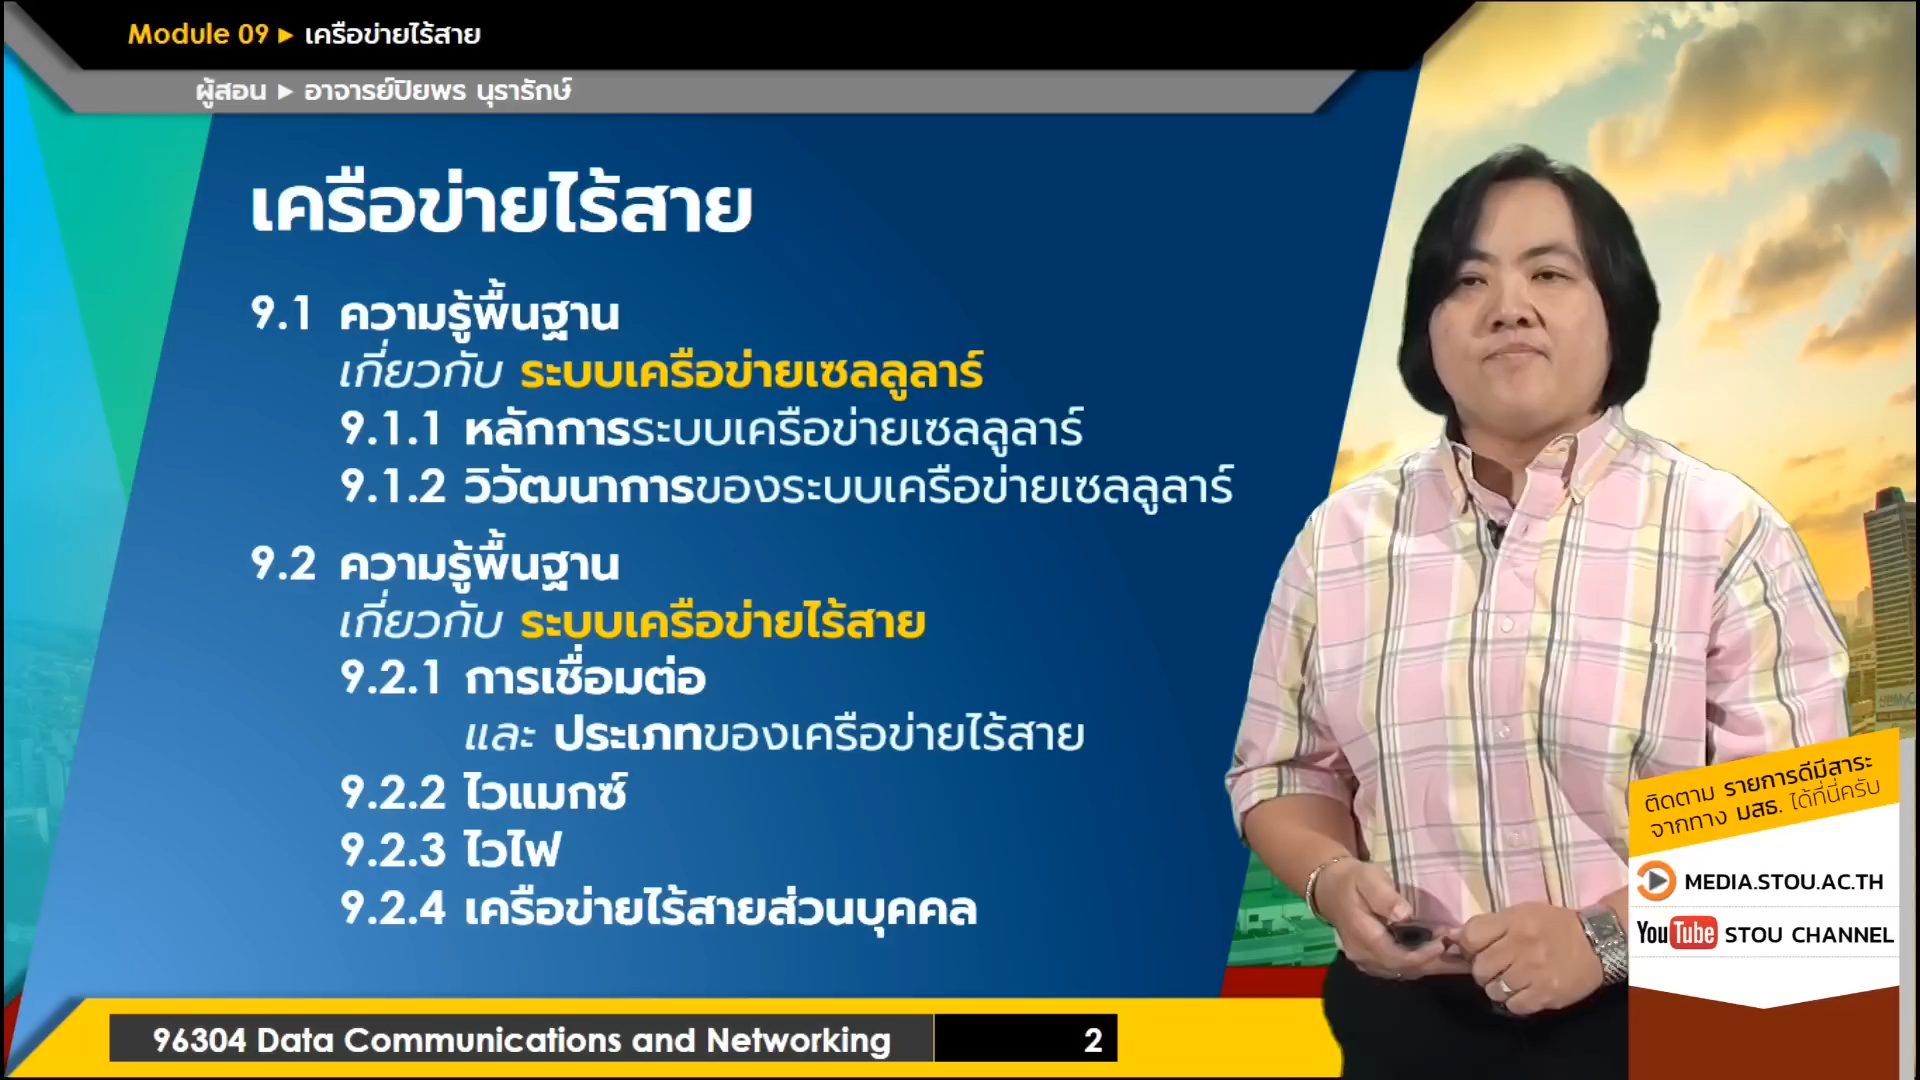 Module 09 ▸ เครือข่ายไร้สาย
ผู้สอน ▸ อาจารย์ปิยพร นุรารักษ์
เครือข่ายไร้สาย
9.1 ความรู้พื้นฐาน
เกี่ยวกับ ระบบเครือข่ายเซลลูลาร์
9.1.1 หลักการระบบเครือข่ายเซลลูลาร์
9.1.2 วิวัฒนาการของระบบเครือข่ายเซลลูลาร์
9.2 ความรู้พื้นฐาน
เกี่ยวกับ ระบบเครือข่ายไร้สาย
9.2.1 การเชื่อมต่อ
และ ประเภทของเครือข่ายไร้สาย
9.2.2 ไวแมกซ์
9.2.3 ไวไฟ
9.2.4 เครือข่ายไร้สายส่วนบุคคล
96304 Data Communications and Networking 2
ติดตาม รายการดีมีสาระ
จากทาง มสธ. ได้ที่นี่ครับ
MEDIA.STOU.AC.TH
YouTube STOU CHANNEL